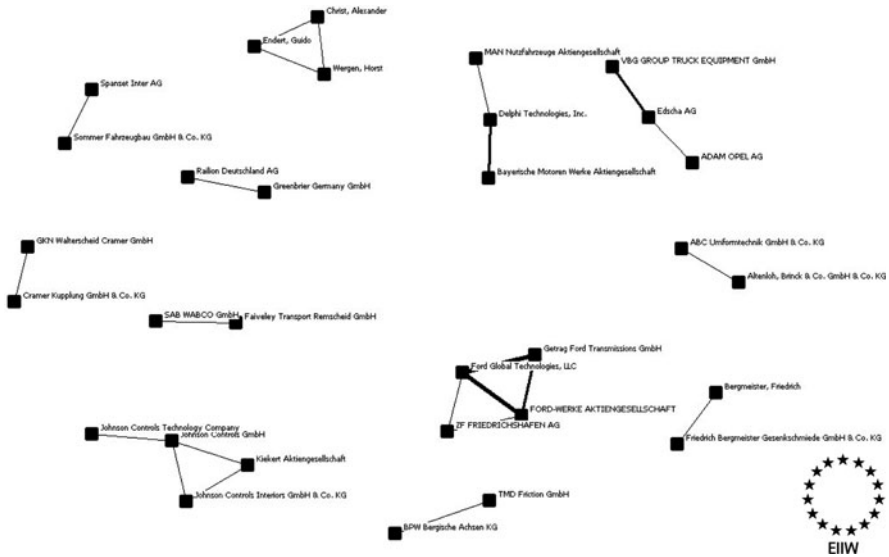 Christ, Alexander
Endert, Guido
Wergen, Horst
MAN Nutzfahrzeuge Aktiengesellschaft
VBG GROUP TRUCK EQUIPMENT GmbH
Spanset Inter AG
Delphi Technologies, Inc.
Edscha AG
Sommer Fahrzeugbau GmbH & Co. KG
ADAM OPEL AG
Railion Deutschland AG
Bayerische Motoren Werke Aktiengesellschaft
Greenbrier Germany GmbH
GKN Walterscheid Cramer GmbH
ABC Umformtechnik GmbH & Co. KG
Altenloh, Brinck & Co. GmbH & Co. KG
Cramer Kupplung GmbH & Co. KG
SAB WABCO GmbH
Faiveley Transport Remscheid GmbH
Getrag Ford Transmissions GmbH
Ford Global Technologies, LLC
Bergmeister, Friedrich
FORD-WERKE AKTIENGESELLSCHAFT
ZF FRIEDRICHSHAFEN AG
Johnson Controls Technology Company
Johnson Controls GmbH
Friedrich Bergmeister Gesenkschmiede GmbH & Co. KG
Kiekert Aktiengesellschaft
Johnson Controls Interiors GmbH & Co. KG
TMD Friction GmbH
BPW Bergische Achsen KG
EIIW